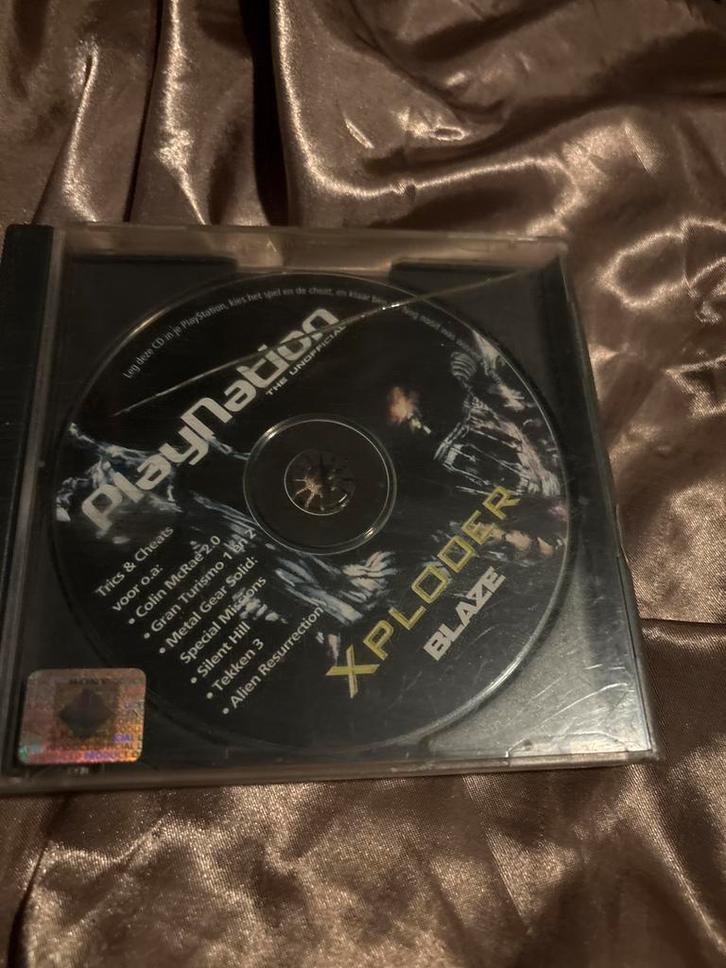 Leg deze CD in je PlayStation, kies het spel en de cheat, en klaar ben
PlayNation
THE UNOFFICIAL
Trics & Cheats
voor o.a:
• Colin McRae 2.0
• Gran Turismo 1 & 2
• Metal Gear Solid:
Special Missions
• Silent Hill
• Tekken 3
• Alien Resurrection
XPLODER
BLAZE